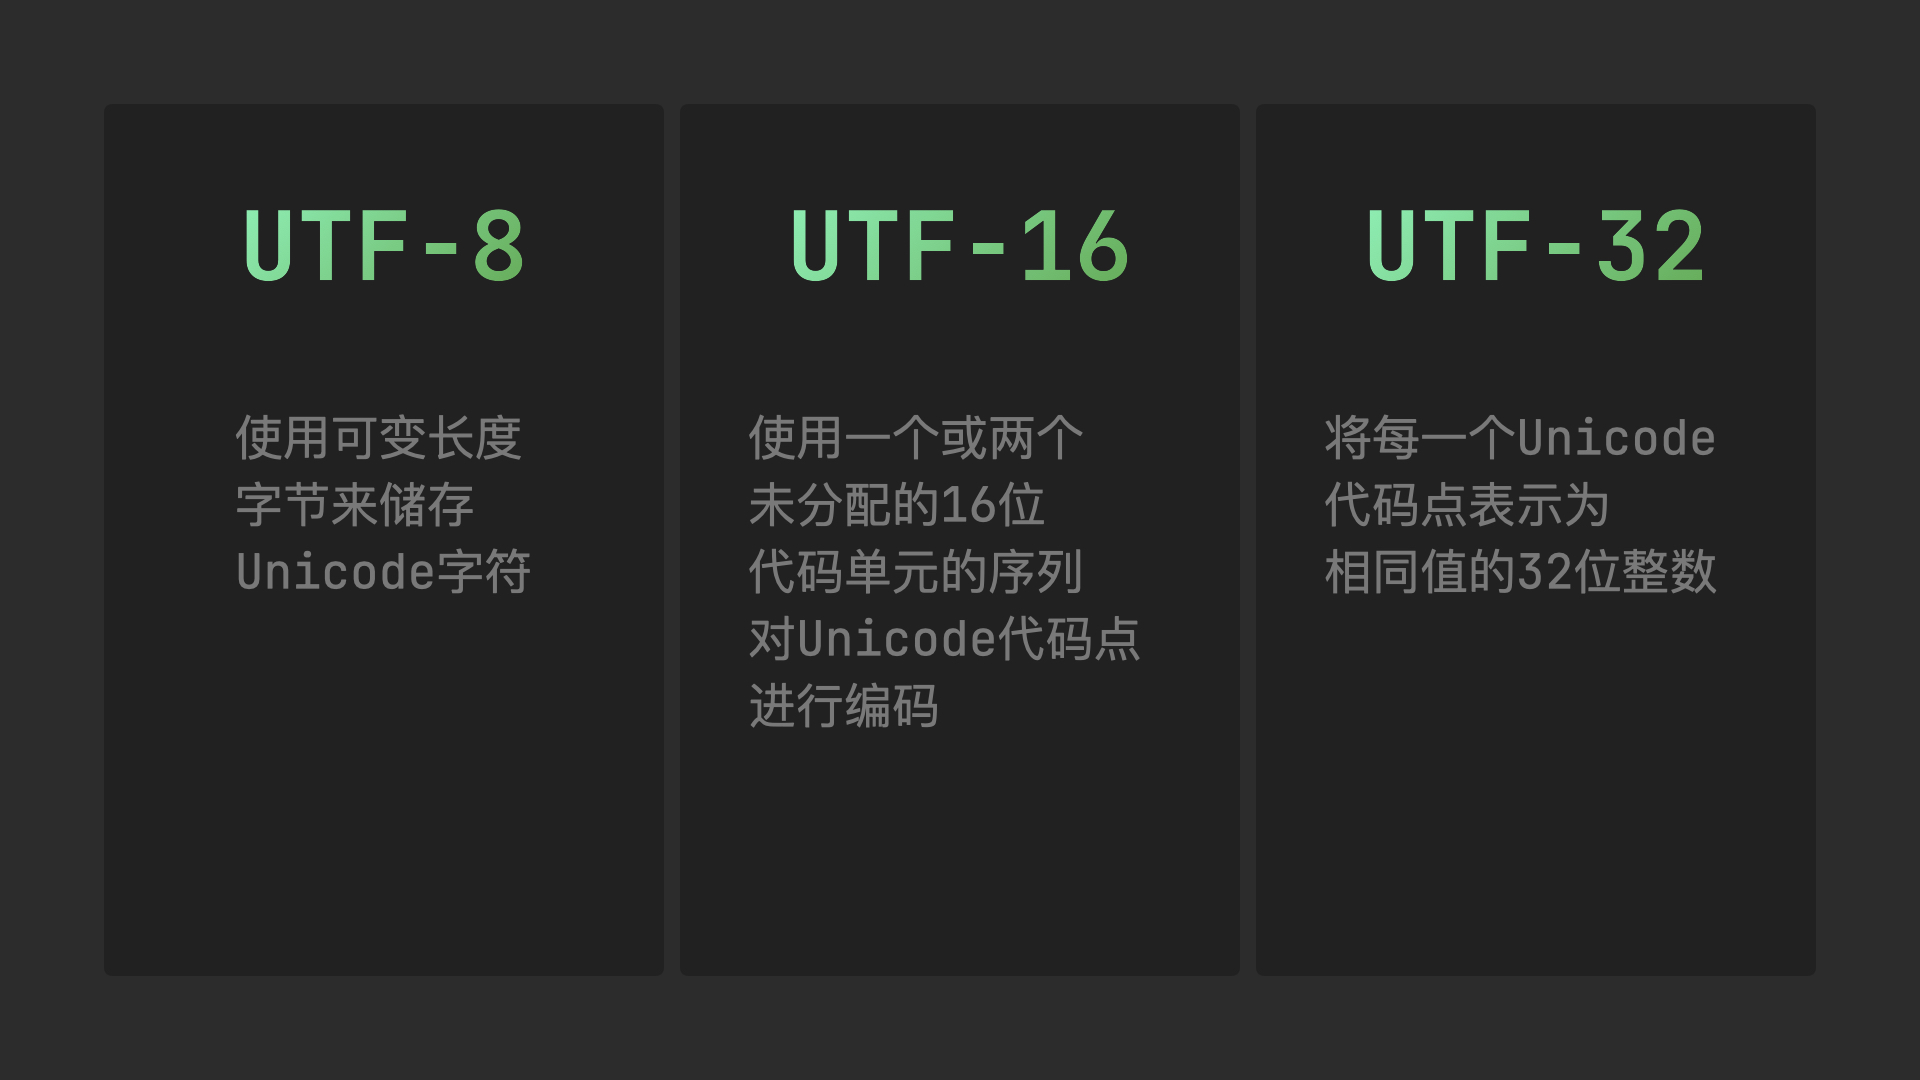 UTF-8
使用可变长度
字节来储存
Unicode字符
UTF-16
使用一个或两个
未分配的16位
代码单元的序列
对Unicode代码点
进行编码
UTF-32
将每一个Unicode
代码点表示为
相同值的32位整数